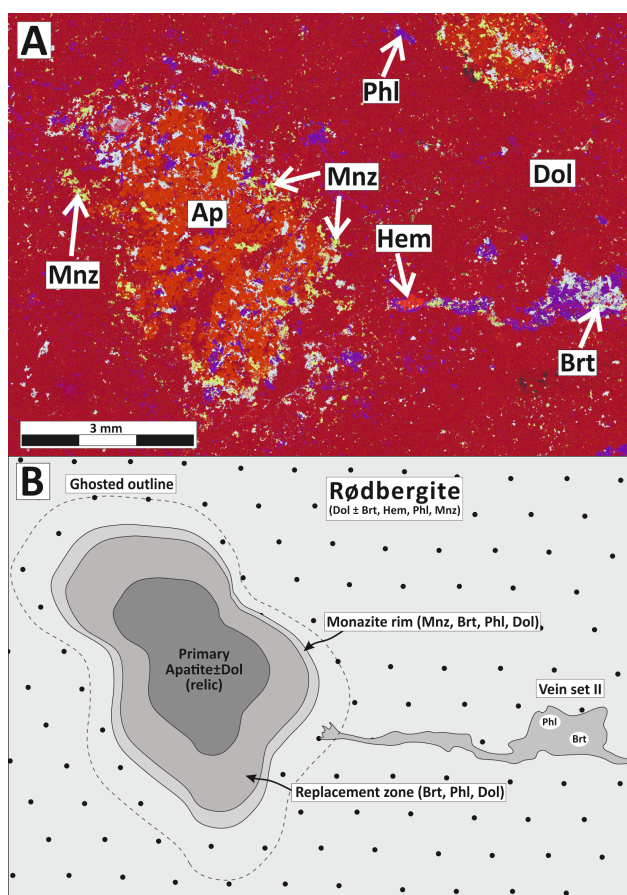 A
Phl
Mnz
Dol
Ap
Hem
Mnz
Brt
3 mm
B
Ghosted outline
Rødbergite
(Dol ± Brt, Hem, Phl, Mnz)
Monazite rim (Mnz, Brt, Phl, Dol)
Primary
Apatite±Dol
(relic)
Vein set II
Phl
Brt
Replacement zone (Brt, Phl, Dol)